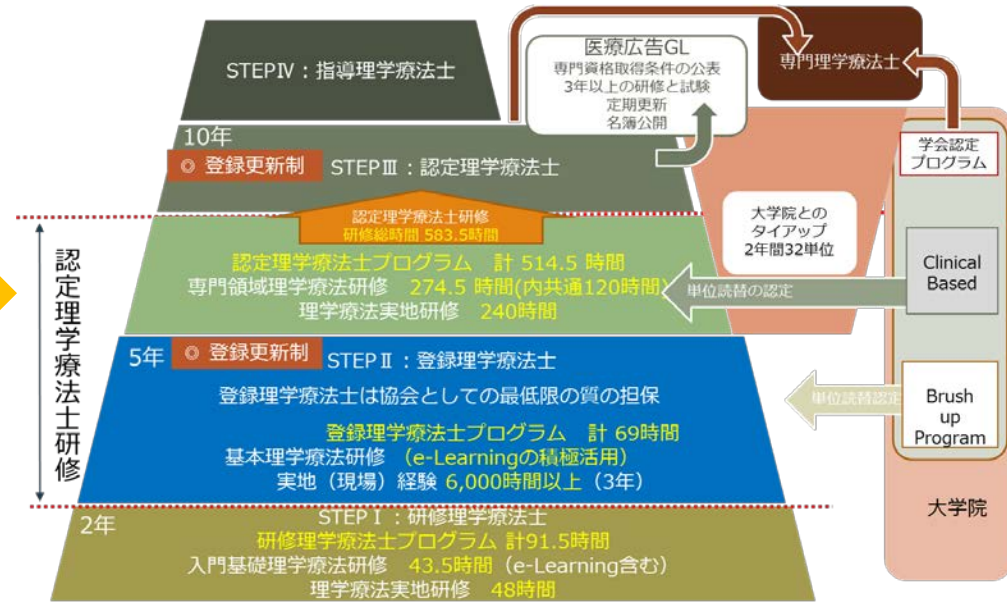 STEPⅣ：指導理学療法士
医療広告GL
専門資格取得条件の公表
3年以上の研修と試験
定期更新
名簿公開
専門理学療法士
10年
◎ 登録更新制
STEPⅢ：認定理学療法士
学会認定
プログラム
認定理学療法士研修
研修総時間 583.5時間
大学院との
タイアップ
2年間32単位
認定理学療法士プログラム 計 514.5 時間
専門領域理学療法研修 274.5 時間(内共通120時間)
理学療法実地研修 240時間
単位読替の認定
Clinical
Based
認定理学療法士研修
5年
◎ 登録更新制
STEPⅡ：登録理学療法士
登録理学療法士は協会としての最低限の質の担保
登録理学療法士プログラム 計 69時間
基本理学療法研修 （e-Learningの積極活用）
実地（現場）経験 6,000時間以上（3年）
単位読替認定
Brush
up
Program
大学院
2年
STEPⅠ：研修理学療法士
研修理学療法士プログラム 計91.5時間
入門基礎理学療法研修 43.5時間（e-Learning含む）
理学療法実地研修 48時間